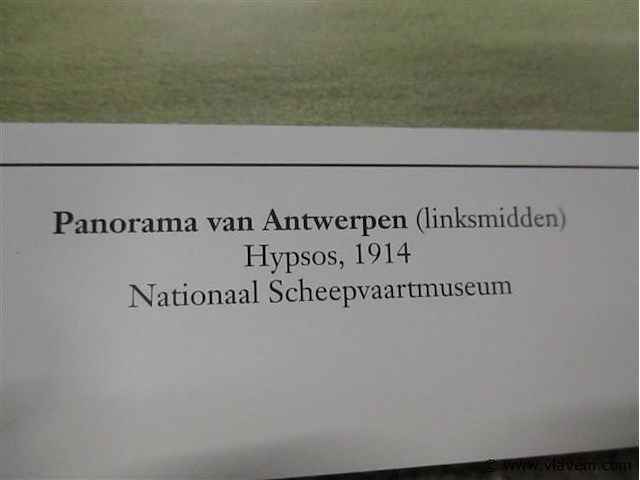 Panorama van Antwerpen (linksmidden)
Hypsos, 1914
Nationaal Scheepvaartmuseum
© www.vlavem.com